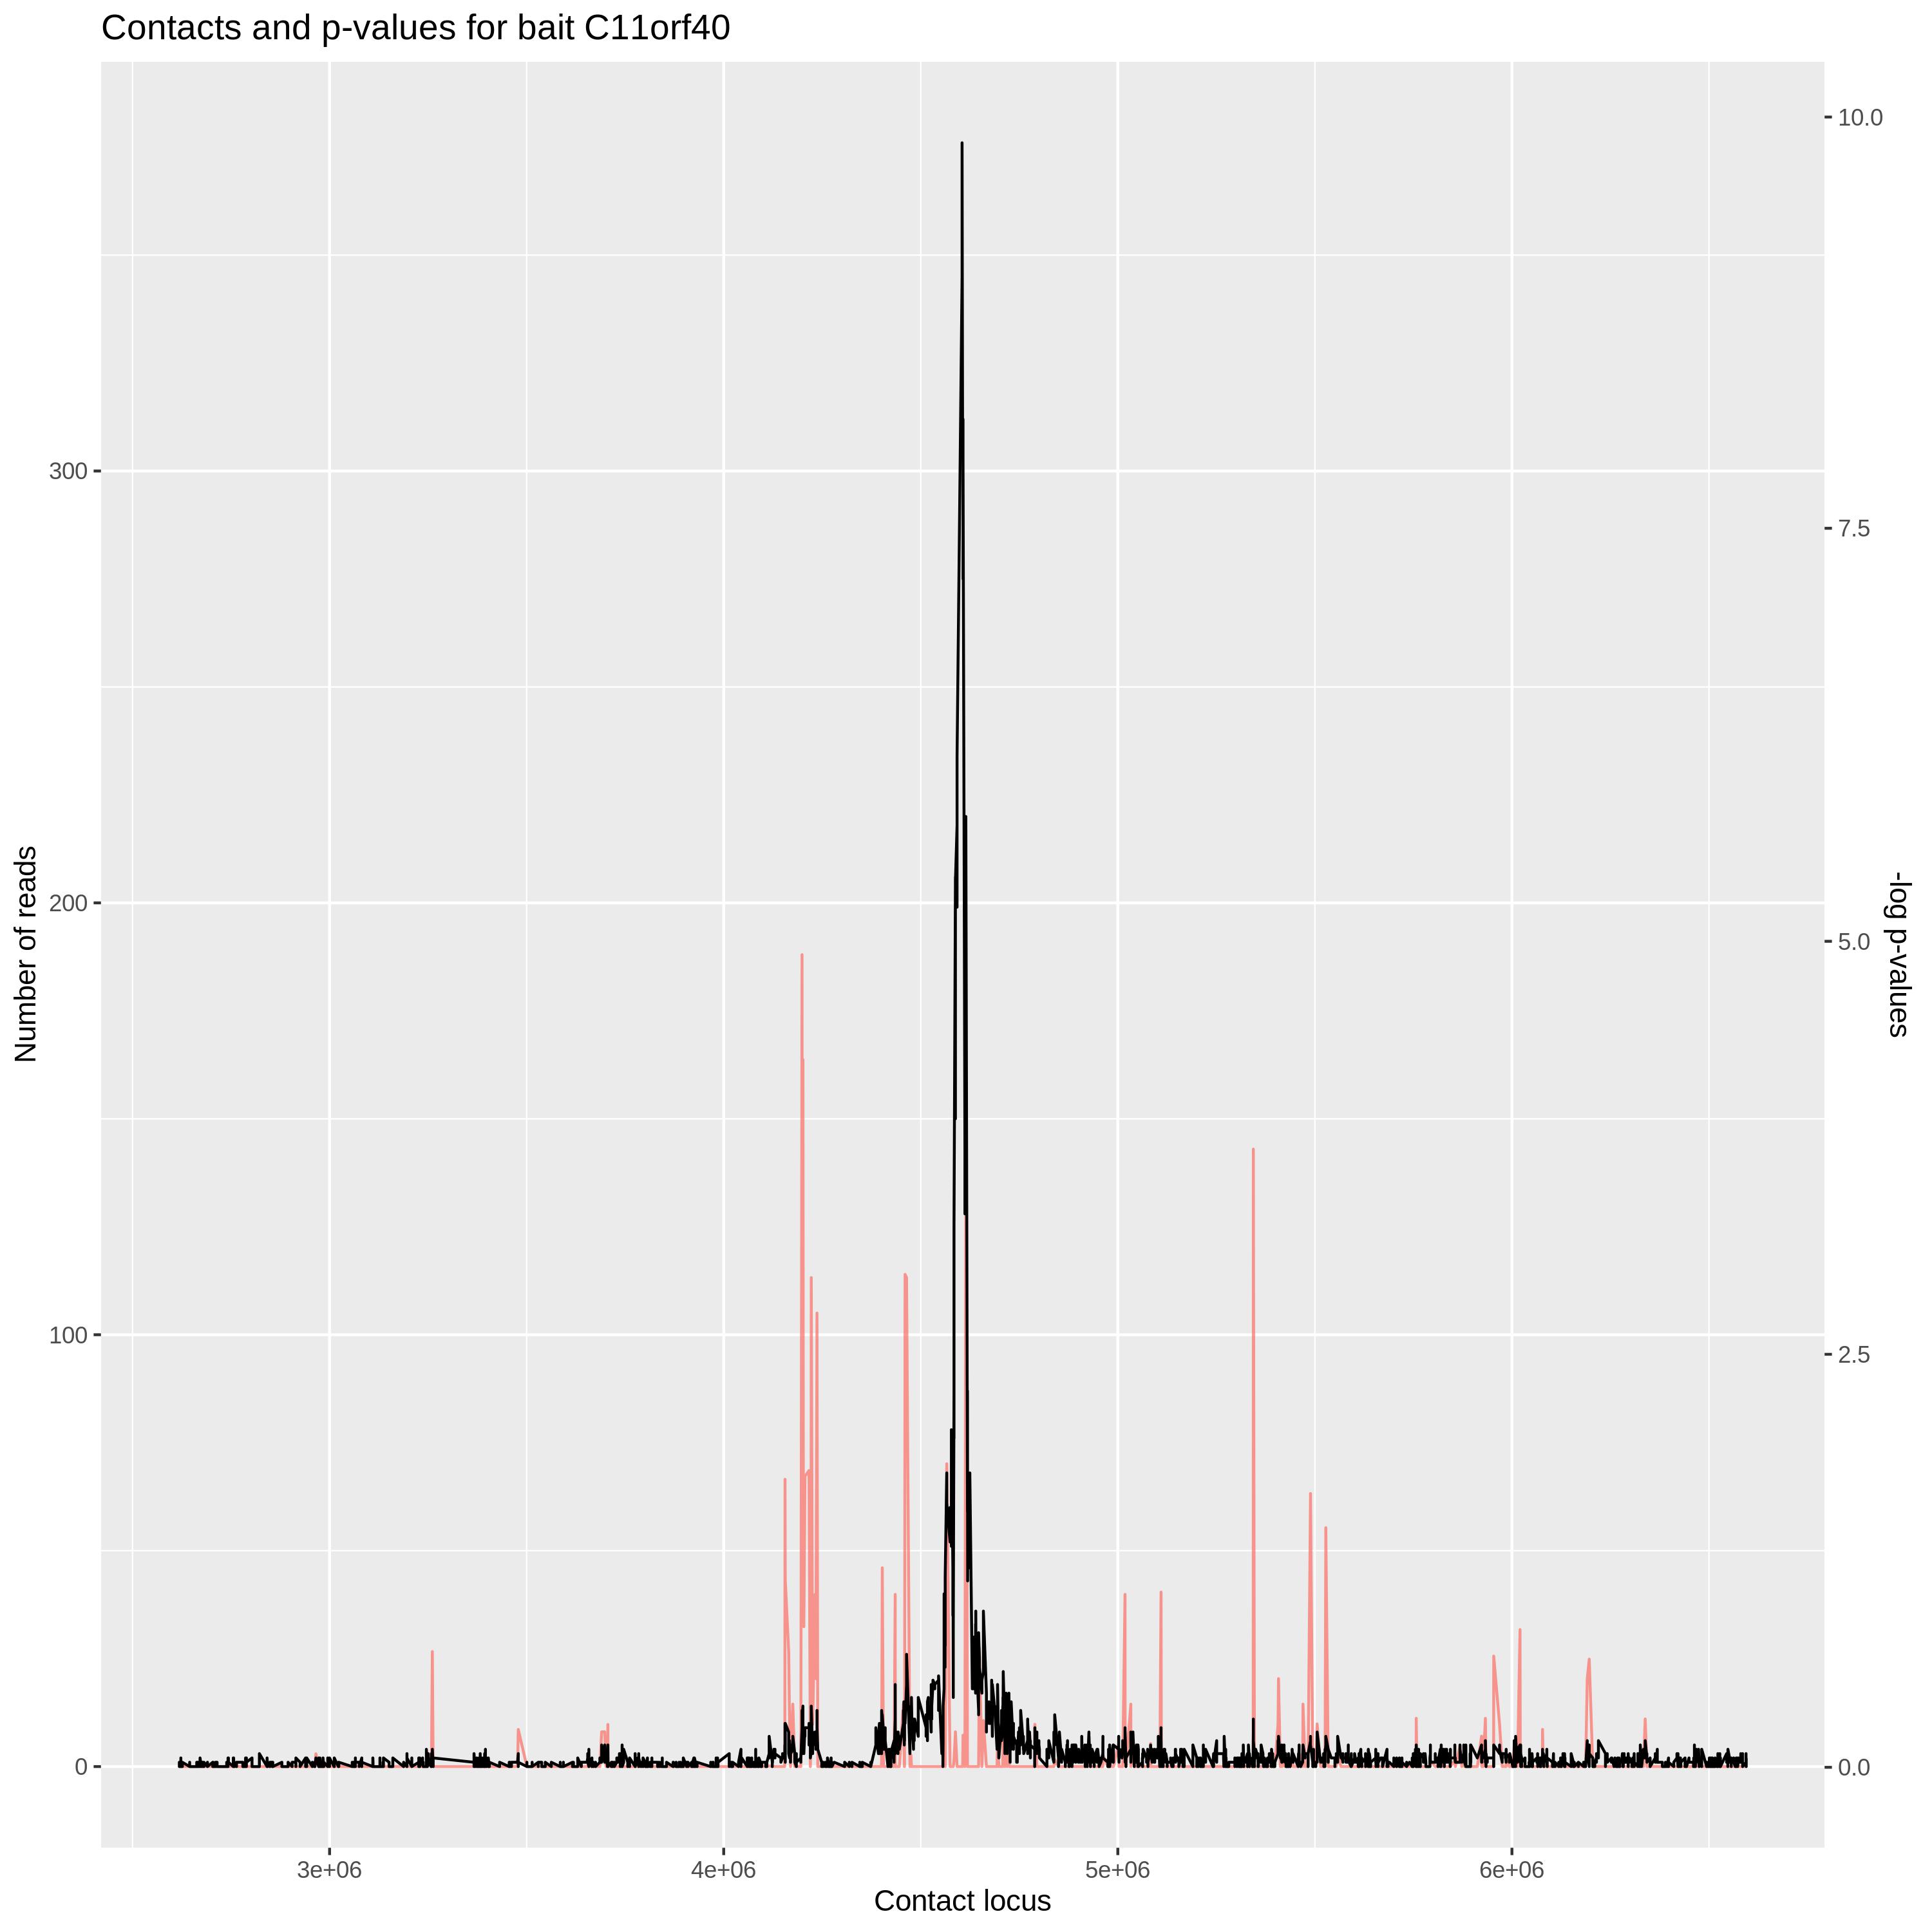 Contacts and p-values for bait C11orf40
10.0
300
7.5
Number of reads
200
5.0
-log p-values
100
2.5
0
0.0
3e+06
4e+06
5e+06
6e+06
Contact locus